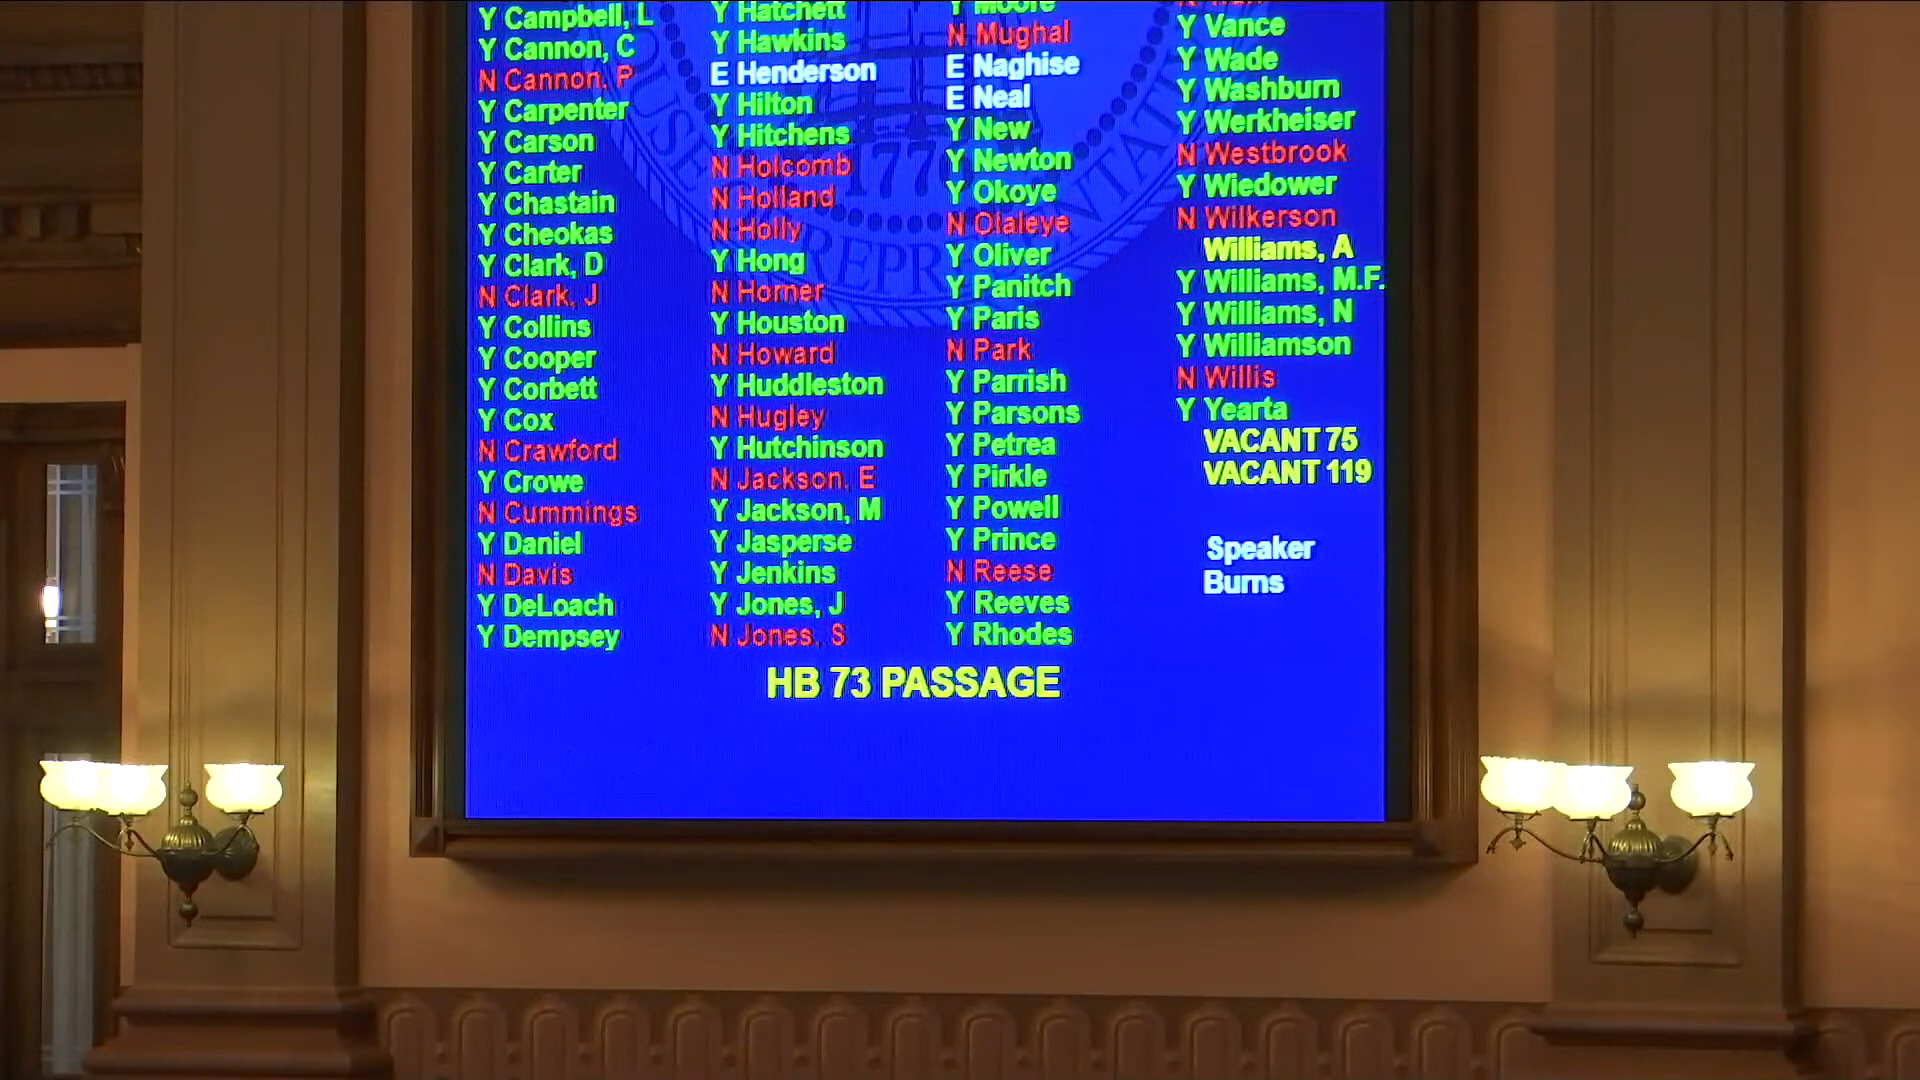 Y Campbell, L
Y Cannon, C
N Cannon, P
Y Carpenter
Y Carson
Y Carter
Y Chastain
Y Cheokas
Y Clark, D
N Clark, J
Y Collins
Y Cooper
Y Corbett
Y Cox
N Crawford
Y Crowe
N Cummings
Y Daniel
N Davis
Y DeLoach
Y Dempsey
Y Hatchett
Y Hawkins
E Henderson
Y Hilton
Y Hitchens
N Holcomb
N Holland
N Holly
Y Hong
N Horner
Y Houston
N Howard
Y Huddleston
N Hugley
Y Hutchinson
N Jackson, E
Y Jackson, M
Y Jasperse
Y Jenkins
Y Jones, J
N Jones, S
Y Moore
N Mughal
E Naghise
E Neal
Y New
Y Newton
Y Okoye
N Olaleye
Y Oliver
Y Panitch
Y Paris
N Park
Y Parrish
Y Parsons
Y Petrea
Y Pirkle
Y Powell
Y Prince
N Reese
Y Reeves
Y Rhodes
Y Vance
Y Wade
Y Washburn
Y Werkheiser
N Westbrook
Y Wiedower
N Wilkerson
Williams, A
Y Williams, M.F.
Y Williams, N
Y Williamson
N Willis
Y Yearta
VACANT 75
VACANT 119
Speaker
Burns
HB 73 PASSAGE
177